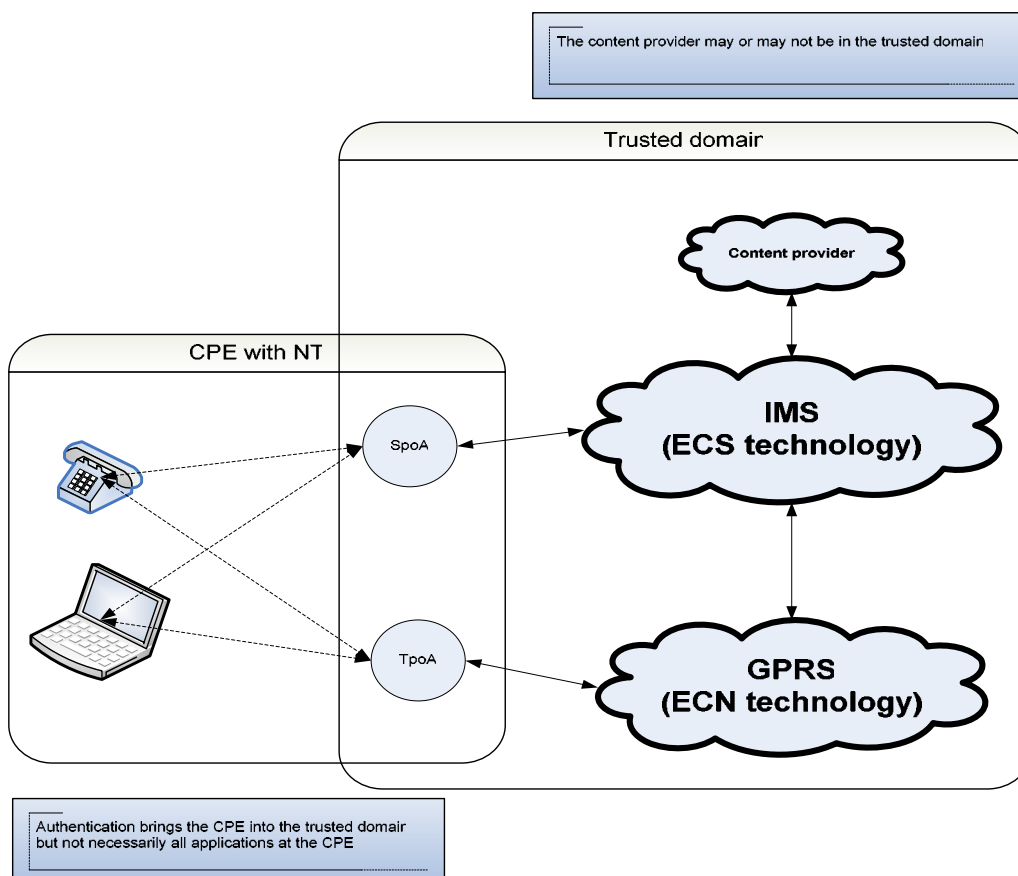 The content provider may or may not be in the trusted domain
Trusted domain
Content provider
CPE with NT
IMS
(ECS technology)
SpoA
TpoA
GPRS
(ECN technology)
Authentication brings the CPE into the trusted domain
but not necessarily all applications at the CPE